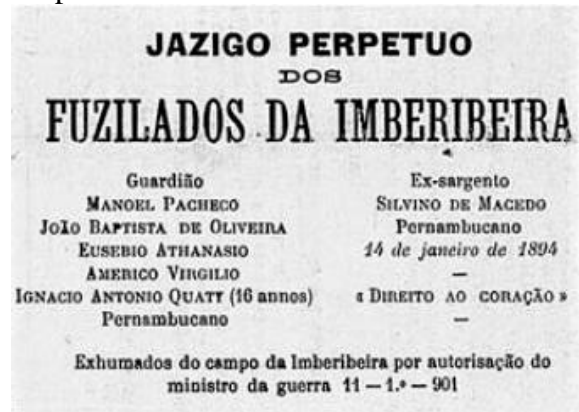 JAZIGO PERPETUO
DOS
FUZILADOS DA IMBERIBEIRA
Guardião
MANOEL PACHECO
JOÃO BAPTISTA DE OLIVEIRA
EUSEBIO ATHANASIO
AMERICO VIRGILIO
IGNACIO ANTONIO QUATY (16 annos)
Pernambucano
Ex-sargento
SILVINO DE MACEDO
Pernambucano
14 de janeiro de 1894
—
« DIREITO AO CORAÇÃO »
—
Exhumados do campo da Imberibeira por autorisação do
ministro da guerra 11 — 1.º — 901